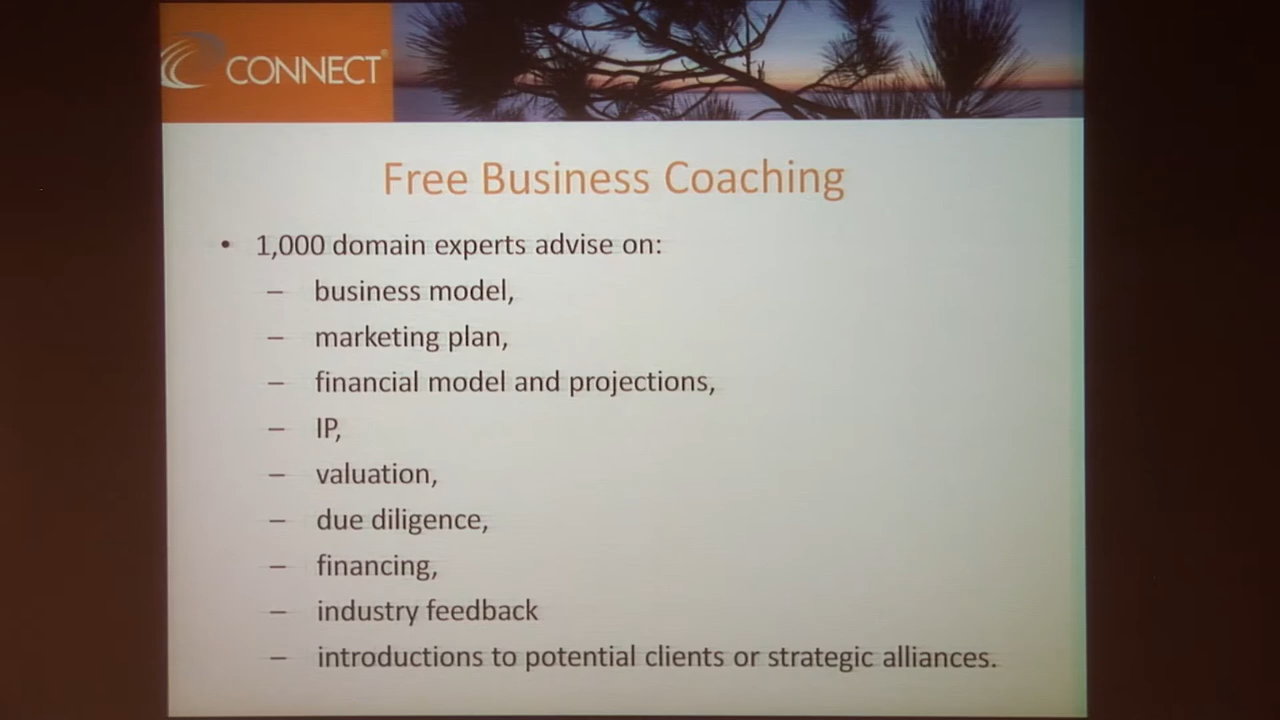 CONNECT®
Free Business Coaching
• 1,000 domain experts advise on:
– business model,
– marketing plan,
– financial model and projections,
– IP,
– valuation,
– due diligence,
– financing,
– industry feedback
– introductions to potential clients or strategic alliances.